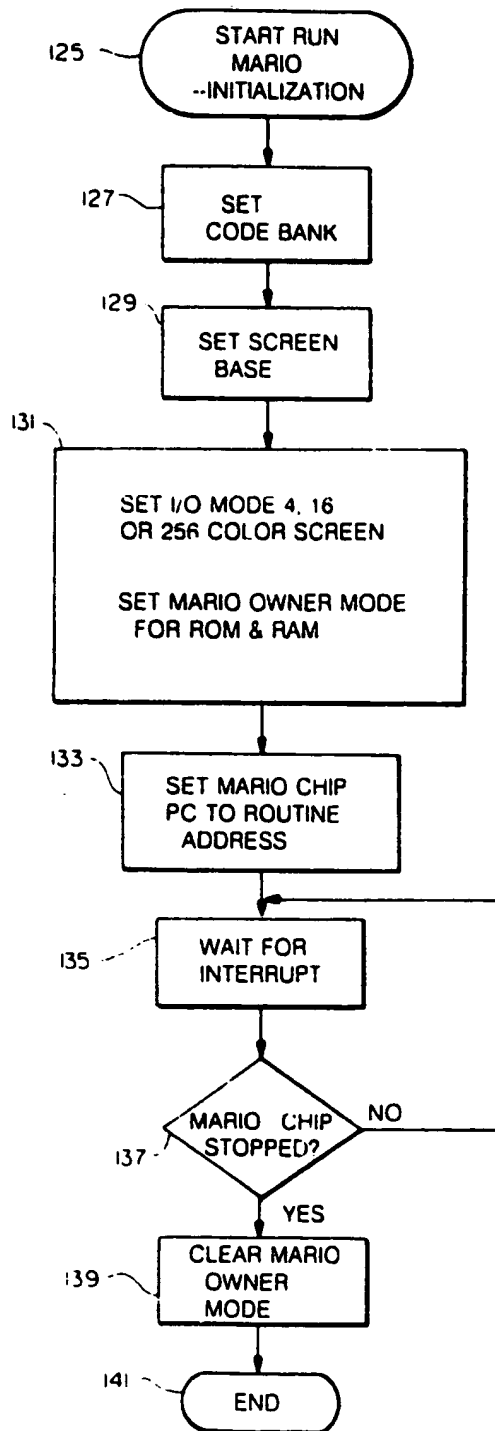 125
START RUN
MARIO
--INITIALIZATION
127
SET
CODE BANK
129
SET SCREEN
BASE
131
SET I/O MODE 4, 16
OR 256 COLOR SCREEN
SET MARIO OWNER MODE
FOR ROM & RAM
133
SET MARIO CHIP
PC TO ROUTINE
ADDRESS
135
WAIT FOR
INTERRUPT
137
MARIO CHIP
STOPPED?
NO
YES
139
CLEAR MARIO
OWNER
MODE
141
END